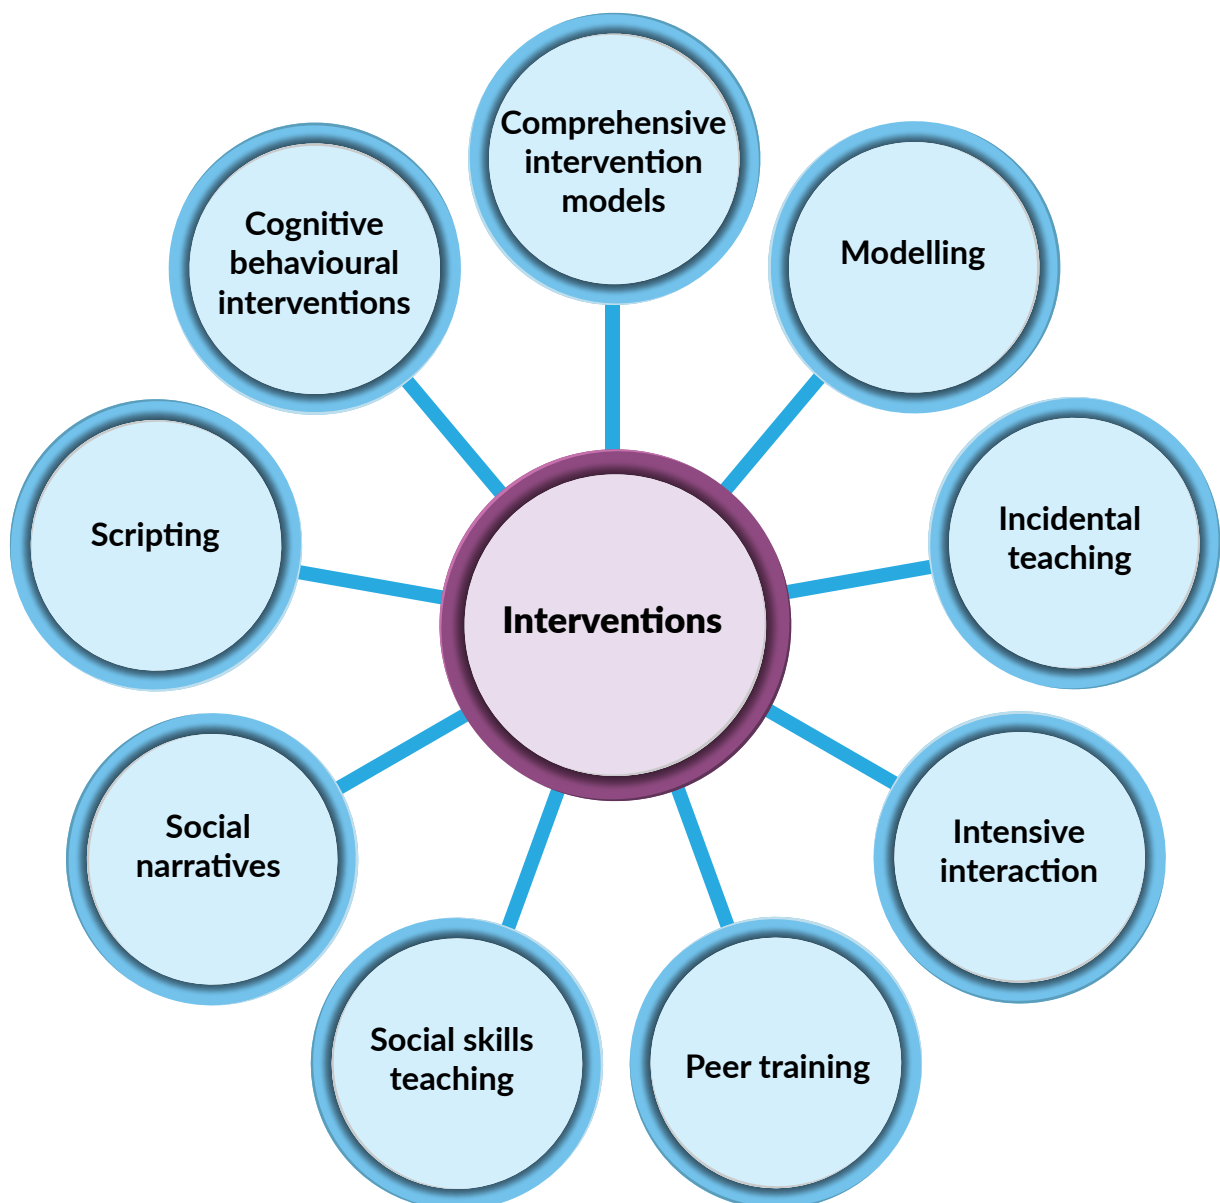 Comprehensive
intervention
models
Modelling
Incidental
teaching
Intensive
interaction
Peer training
Social skills
teaching
Social
narratives
Scripting
Cognitive
behavioural
interventions
Interventions